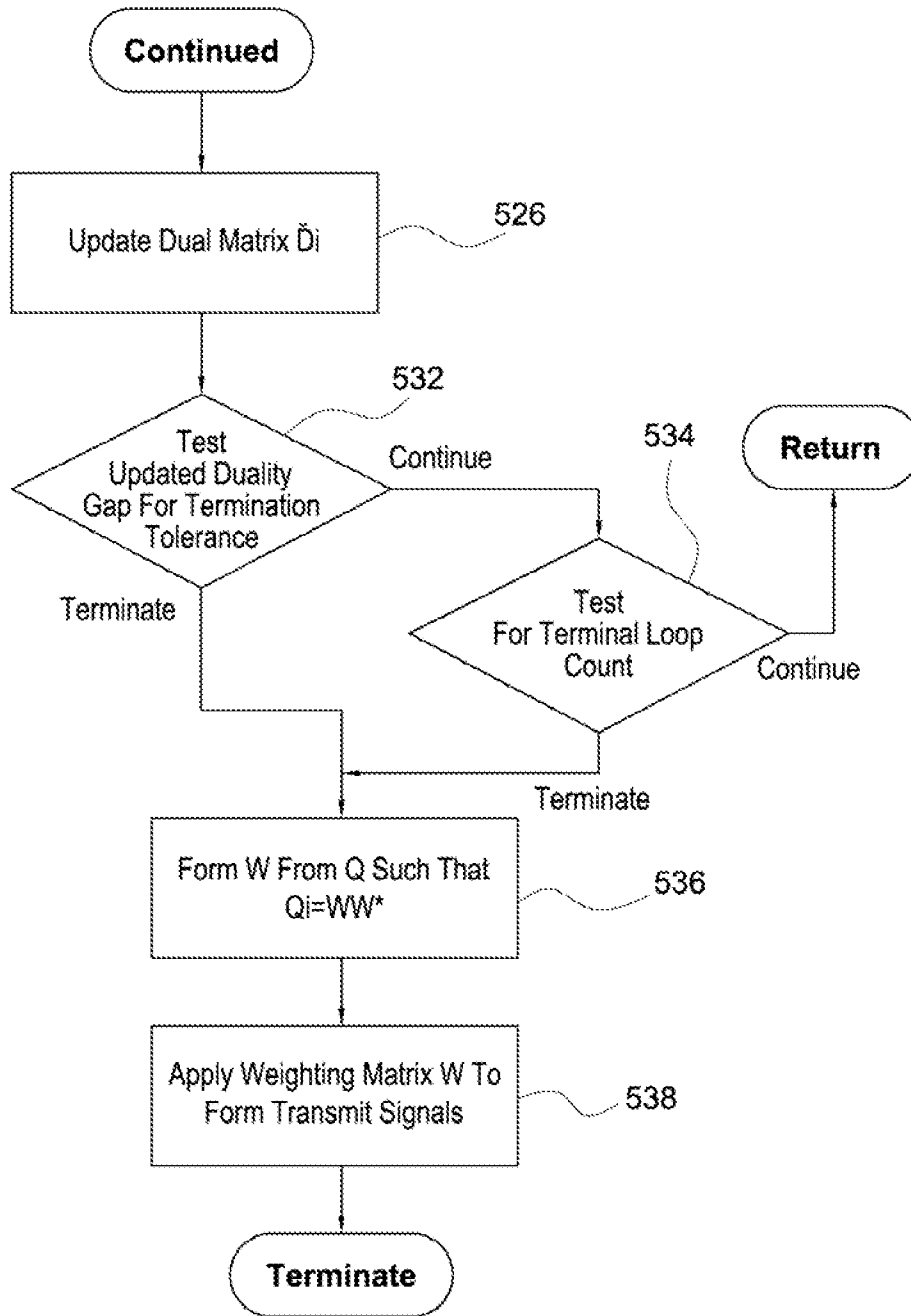 Continued
Update Dual Matrix Ďi
526
532
Test
Updated Duality
Gap For Termination
Tolerance
Continue
Terminate
534
Return
Test
For Terminal Loop
Count
Continue
Terminate
Form W From Q Such That
Qi=WW*
536
Apply Weighting Matrix W To
Form Transmit Signals
538
Terminate